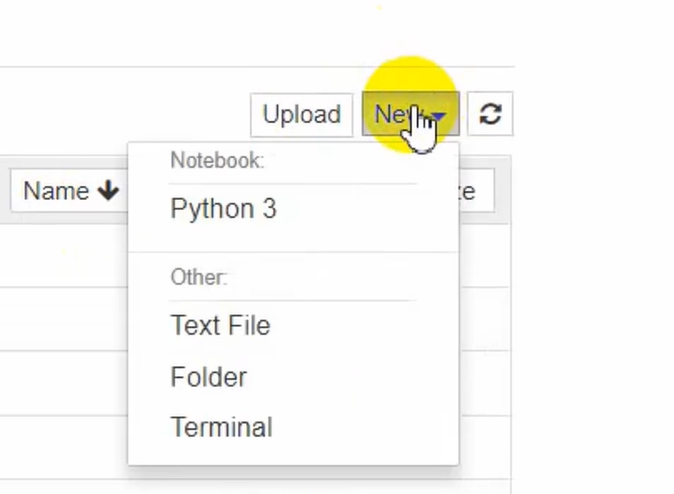 Upload New
Notebook:
Name
Python 3
Other:
Text File
Folder
Terminal